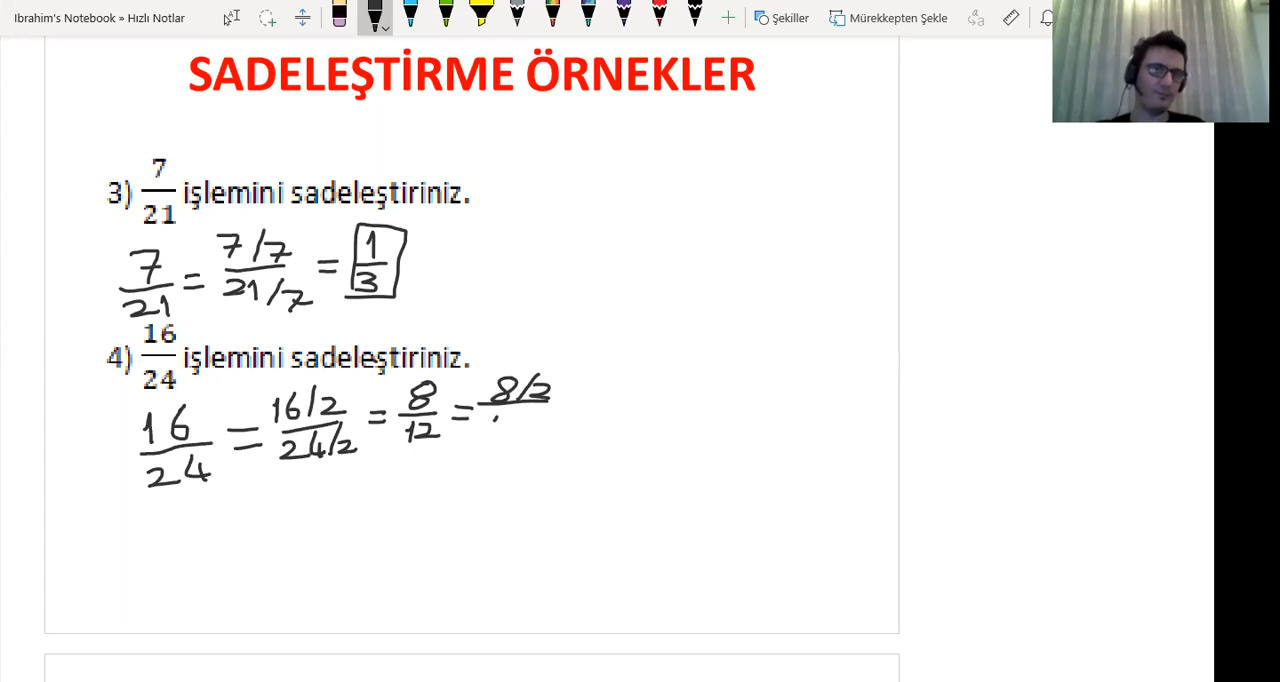 Ibrahim's Notebook » Hızlı Notlar
Şekiller
Mürekkepten Şekle
SADELEŞTİRME ÖRNEKLER
3) 7/21 işlemini sadeleştiriniz.
7/21 = 7/7 / 21/7 = 1/3
4) 16/24 işlemini sadeleştiriniz.
16/24 = 16/2 / 24/2 = 8/12 = 8/2